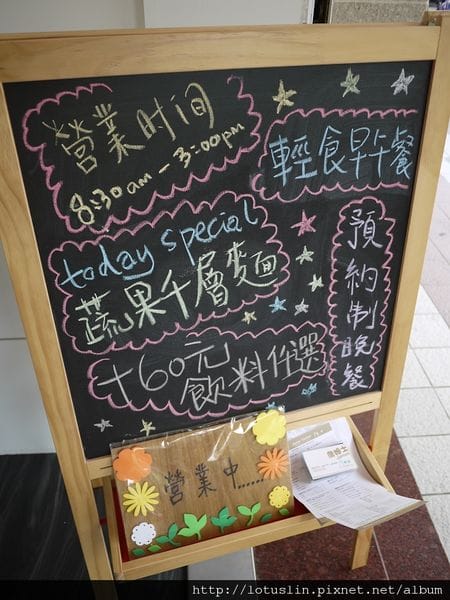 營業时间
8:30am-3:00pm
輕食早午餐
today special
蔬果千層麵
+60元
飲料任選
預約制晚餐
營業中......
http://lotuslin.pixnet.net/album